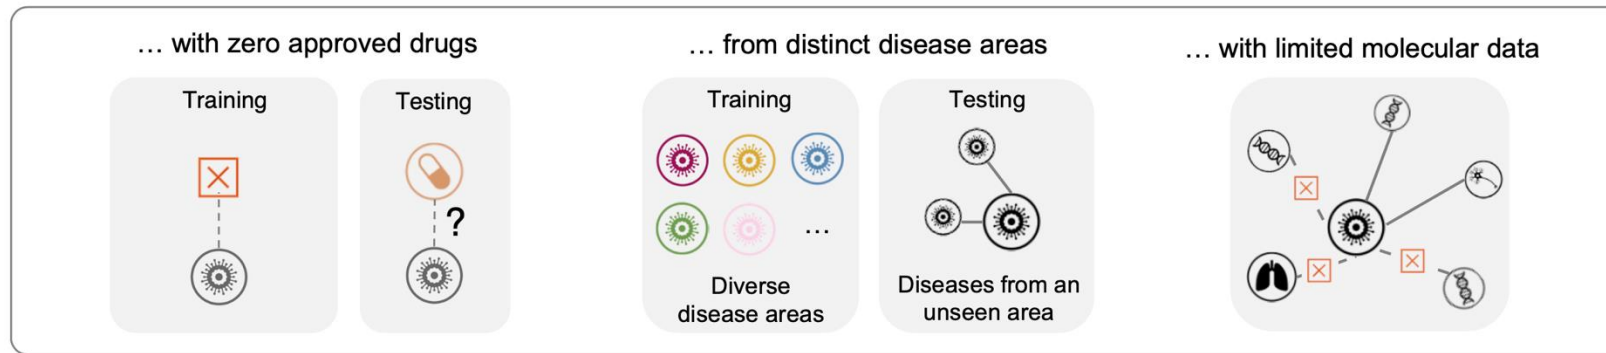 ... with zero approved drugs
Training
Testing
?
... from distinct disease areas
Training
...
Diverse
disease areas
Testing
Diseases from an
unseen area
... with limited molecular data